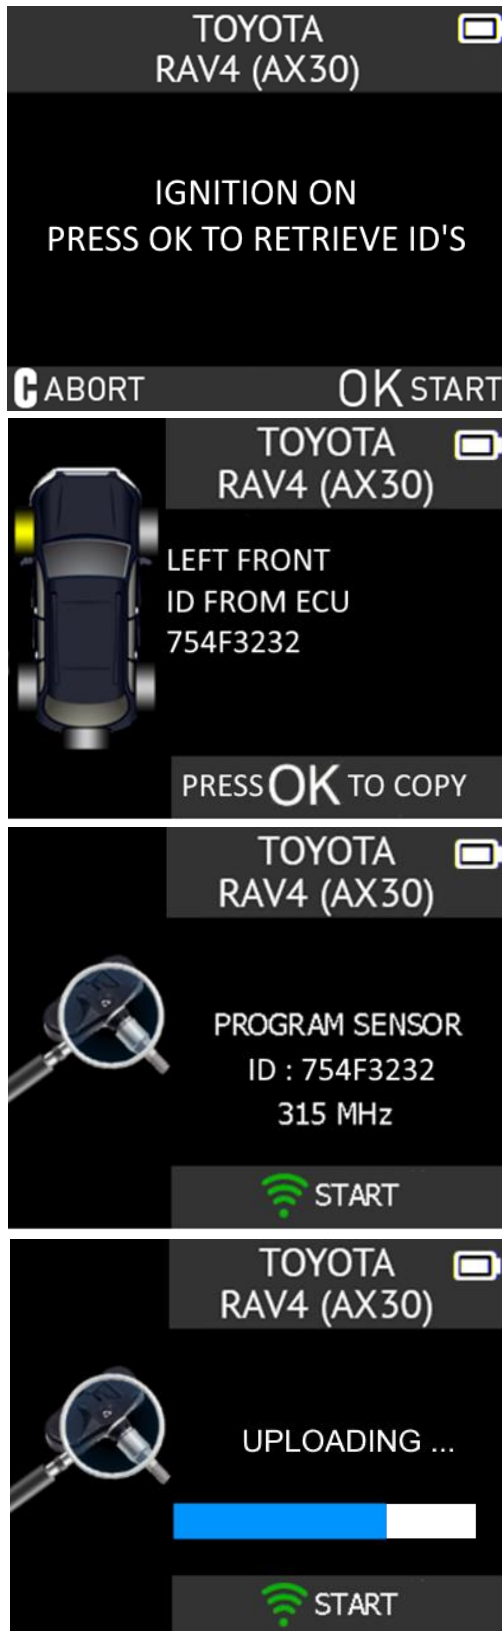 TOYOTA
RAV4 (AX30)
IGNITION ON
PRESS OK TO RETRIEVE ID'S
C ABORT
OK START
TOYOTA
RAV4 (AX30)
LEFT FRONT
ID FROM ECU
754F3232
PRESS OK TO COPY
TOYOTA
RAV4 (AX30)
PROGRAM SENSOR
ID : 754F3232
315 MHz
START
TOYOTA
RAV4 (AX30)
UPLOADING ...
START